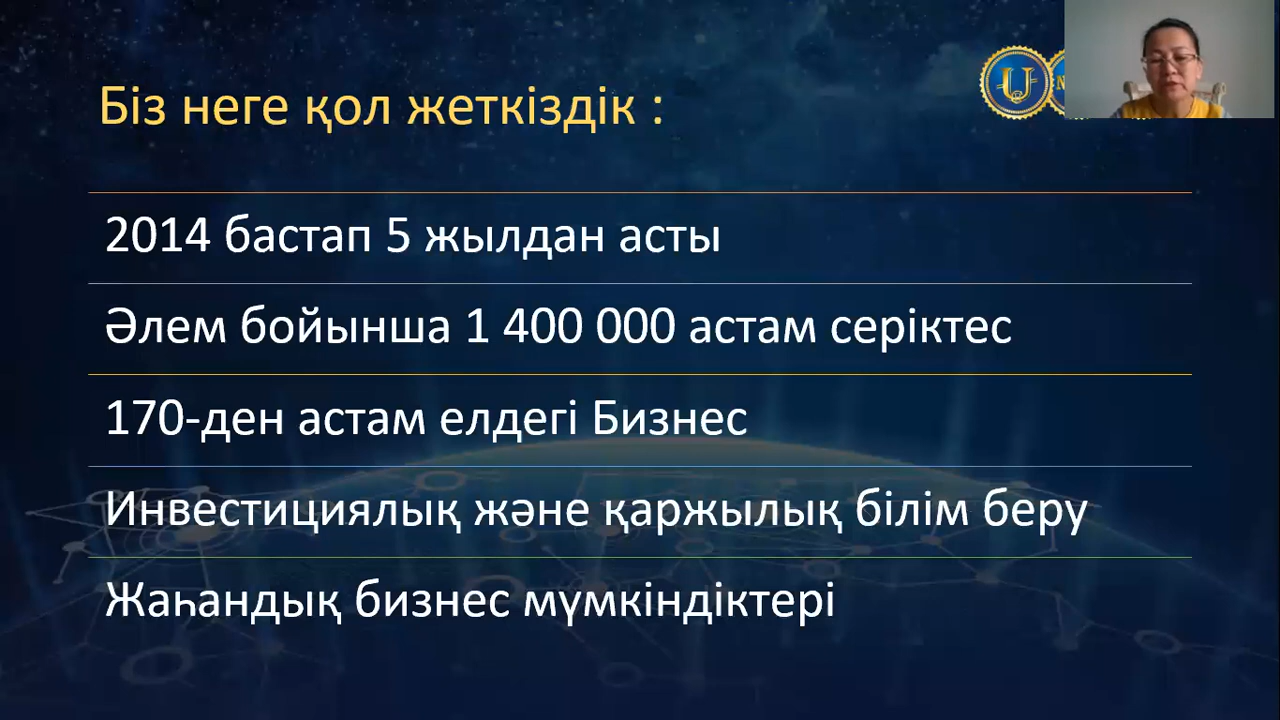 Біз неге қол жеткіздік :
2014 бастап 5 жылдан асты
Әлем бойынша 1 400 000 астам серіктес
170-ден астам елдегі Бизнес
Инвестициялық және қаржылық білім беру
Жаһандық бизнес мүмкіндіктері